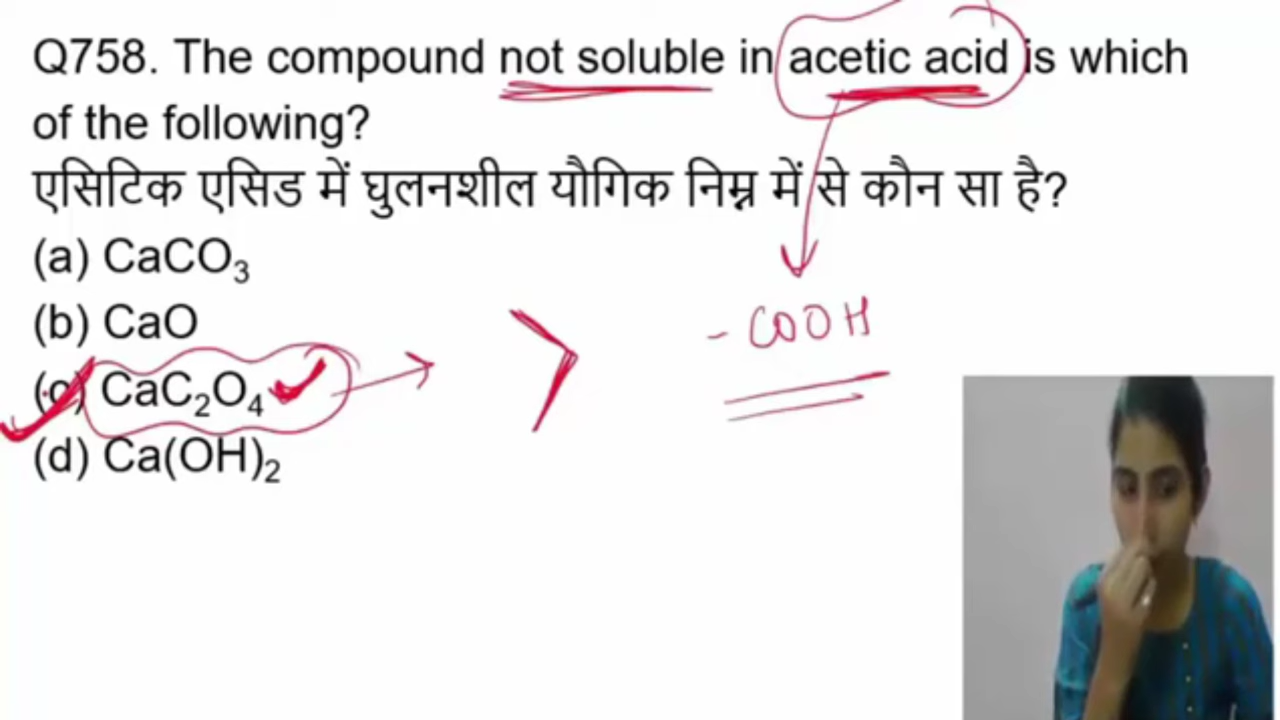 Q758. The compound not soluble in acetic acid is which
of the following?
एसिटिक एसिड में घुलनशील यौगिक निम्न में से कौन सा है?
(a) CaCO₃
(b) CaO
- COOH
(c) CaC₂O₄
(d) Ca(OH)₂